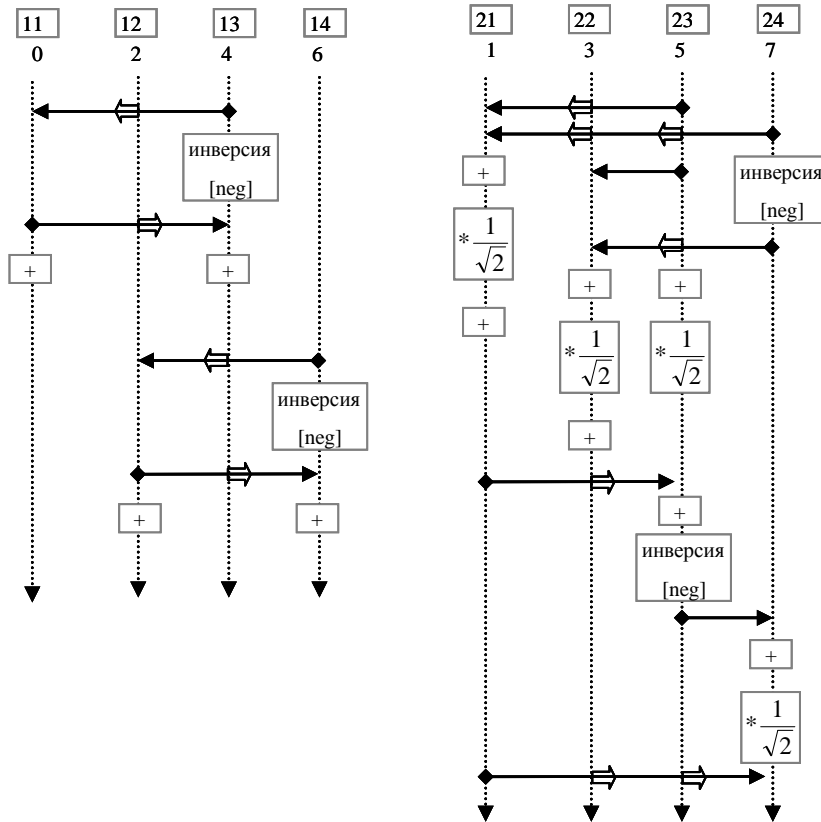 11 12 13 14 21 22 23 24
0 2 4 6 1 3 5 7
инверсия
[neg]
+ +
инверсия
[neg]
+ +
+
* 1/√2
+
инверсия
[neg]
+ +
* 1/√2 * 1/√2
+
+
инверсия
[neg]
+
* 1/√2